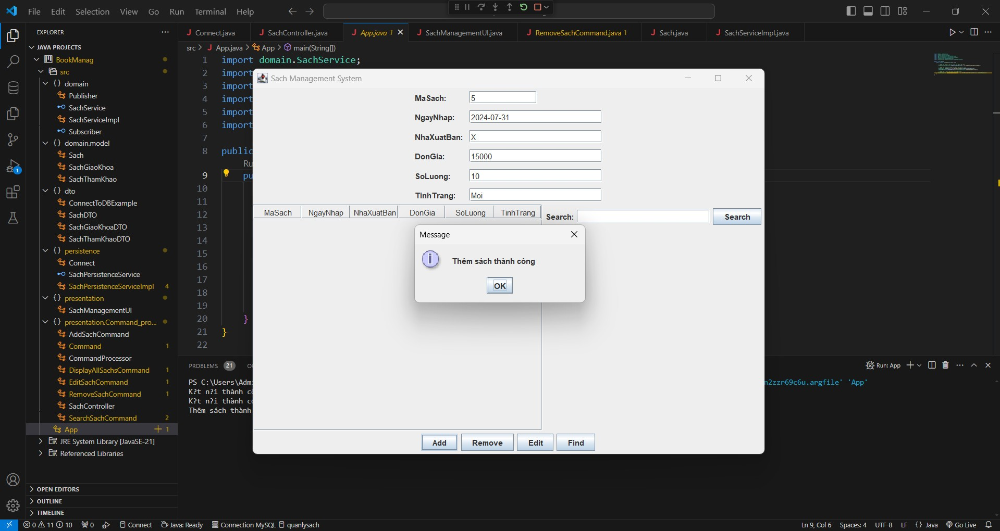 File Edit Selection View Go Run Terminal Help
EXPLORER
Connect.java
SachController.java
App.java 1
SachManagementUI.java
RemoveSachCommand.java 1
Sach.java
SachServiceImpl.java
src > App.java > App > main(String[])
JAVA PROJECTS
BookManag
src
domain
Publisher
SachService
SachServiceImpl
Subscriber
domain.model
Sach
SachGiaoKhoa
SachThamKhao
dto
ConnectToDBExample
SachDTO
SachGiaoKhoaDTO
SachThamKhaoDTO
persistence
Connect
SachPersistenceService
SachPersistenceServiceImpl 4
presentation
SachManagementUI
presentation.Command_pro...
AddSachCommand
Command 1
CommandProcessor
DisplayAllSachsCommand 1
EditSachCommand 1
RemoveSachCommand 1
SachController
SearchSachCommand 2
App 1
JRE System Library [JavaSE-21]
Referenced Libraries
OPEN EDITORS
OUTLINE
TIMELINE
1
1 import domain.SachService;
2 import
3 import
4 import
5 import
6 import
7
8 public
Ru
9 pu
10
11
12
13
14
15
16
17
18
19
20 }
21 }
22
Sach Management System
MaSach: 5
NgayNhap: 2024-07-31
NhaXuatBan: X
DonGia: 15000
SoLuong: 10
TinhTrang: Moi
MaSach NgayNhap NhaXuatBan DonGia SoLuong TinhTrang
Search: Search
Message
Thêm sách thành công
OK
Add Remove Edit Find
PROBLEMS 21
Run: App
PS C:\Users\Adm
n2zzr69c6u.argfile' 'App'
K?t n?i thành c
K?t n?i thành c
Thêm sách thành
0 11 10 0 Connect Java: Ready Connection MySQL quanlysach
Ln 9, Col 6 Spaces: 4 UTF-8 LF {} Java Go Live